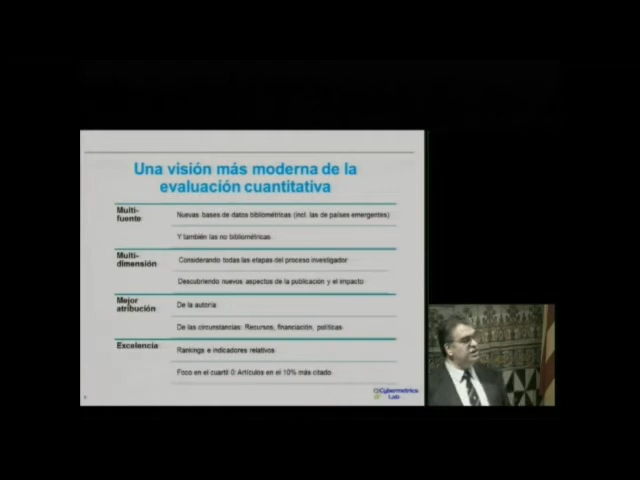 Una visión más moderna de la
evaluación cuantitativa
Multi-
fuente
Nuevas bases de datos bibliométricas (incl. las de países emergentes)
Y también las no bibliométricas
Multi-
dimensión
Considerando todas las etapas del proceso investigador
Descubriendo nuevos aspectos de la publicación y el impacto
Mejor
atribución
De la autoría
De las circunstancias: Recursos, financiación, políticas
Excelencia
Rankings e indicadores relativos
Foco en el cuartil 0: Artículos en el 10% más citado
Cybermetrics
Lab